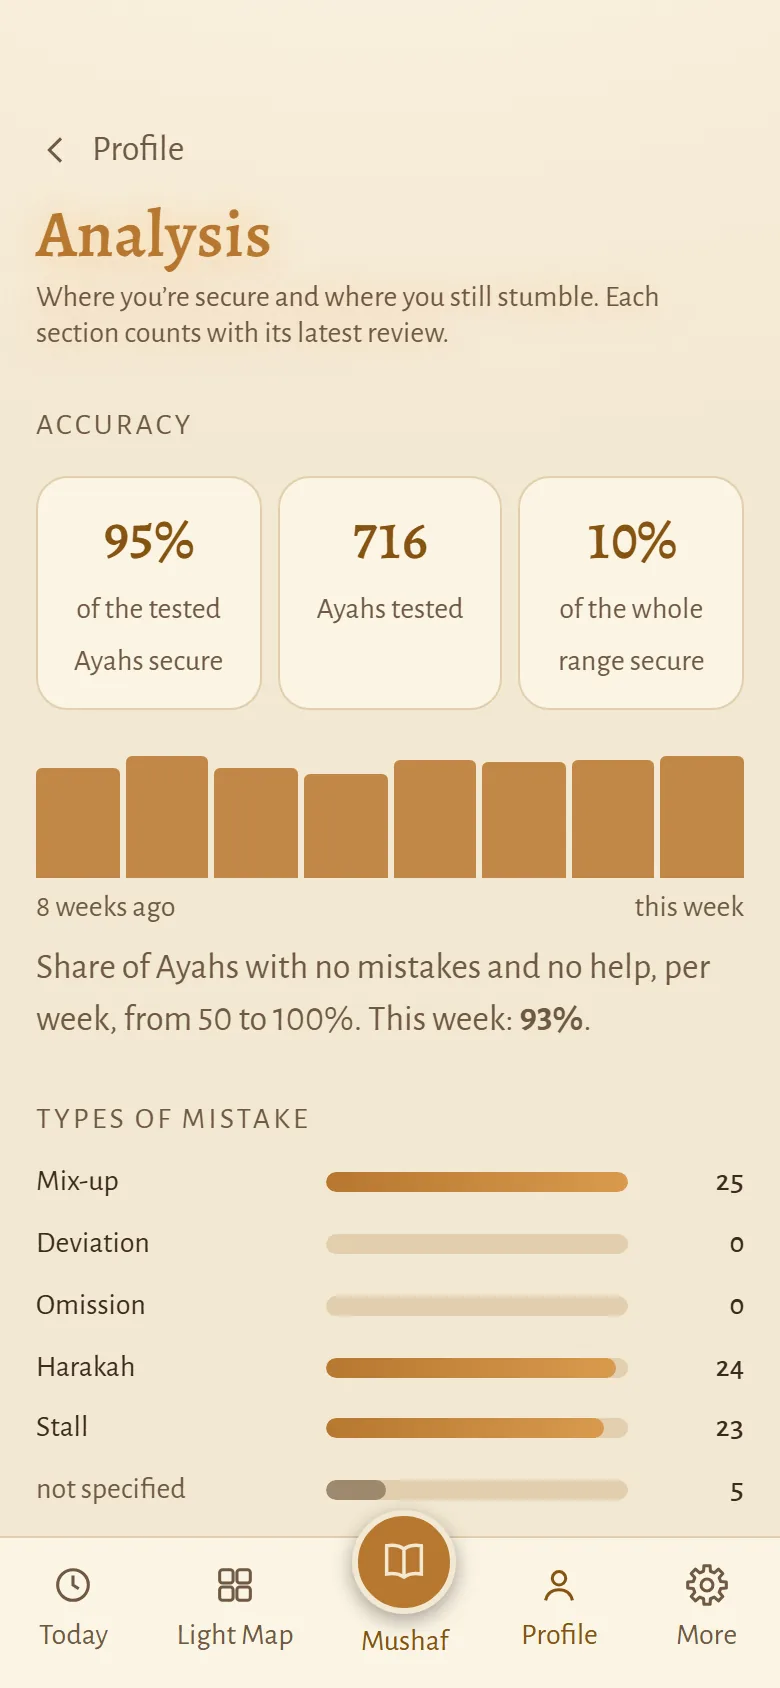 Profile
Analysis
Where you’re secure and where you still stumble. Each
section counts with its latest review.
ACCURACY
95%
of the tested
Ayahs secure
716
Ayahs tested
10%
of the whole
range secure
8 weeks ago
this week
Share of Ayahs with no mistakes and no help, per
week, from 50 to 100%. This week: 93%.
TYPES OF MISTAKE
Mix-up 25
Deviation 0
Omission 0
Harakah 24
Stall 23
not specified 5
Today
Light Map
Mushaf
Profile
More